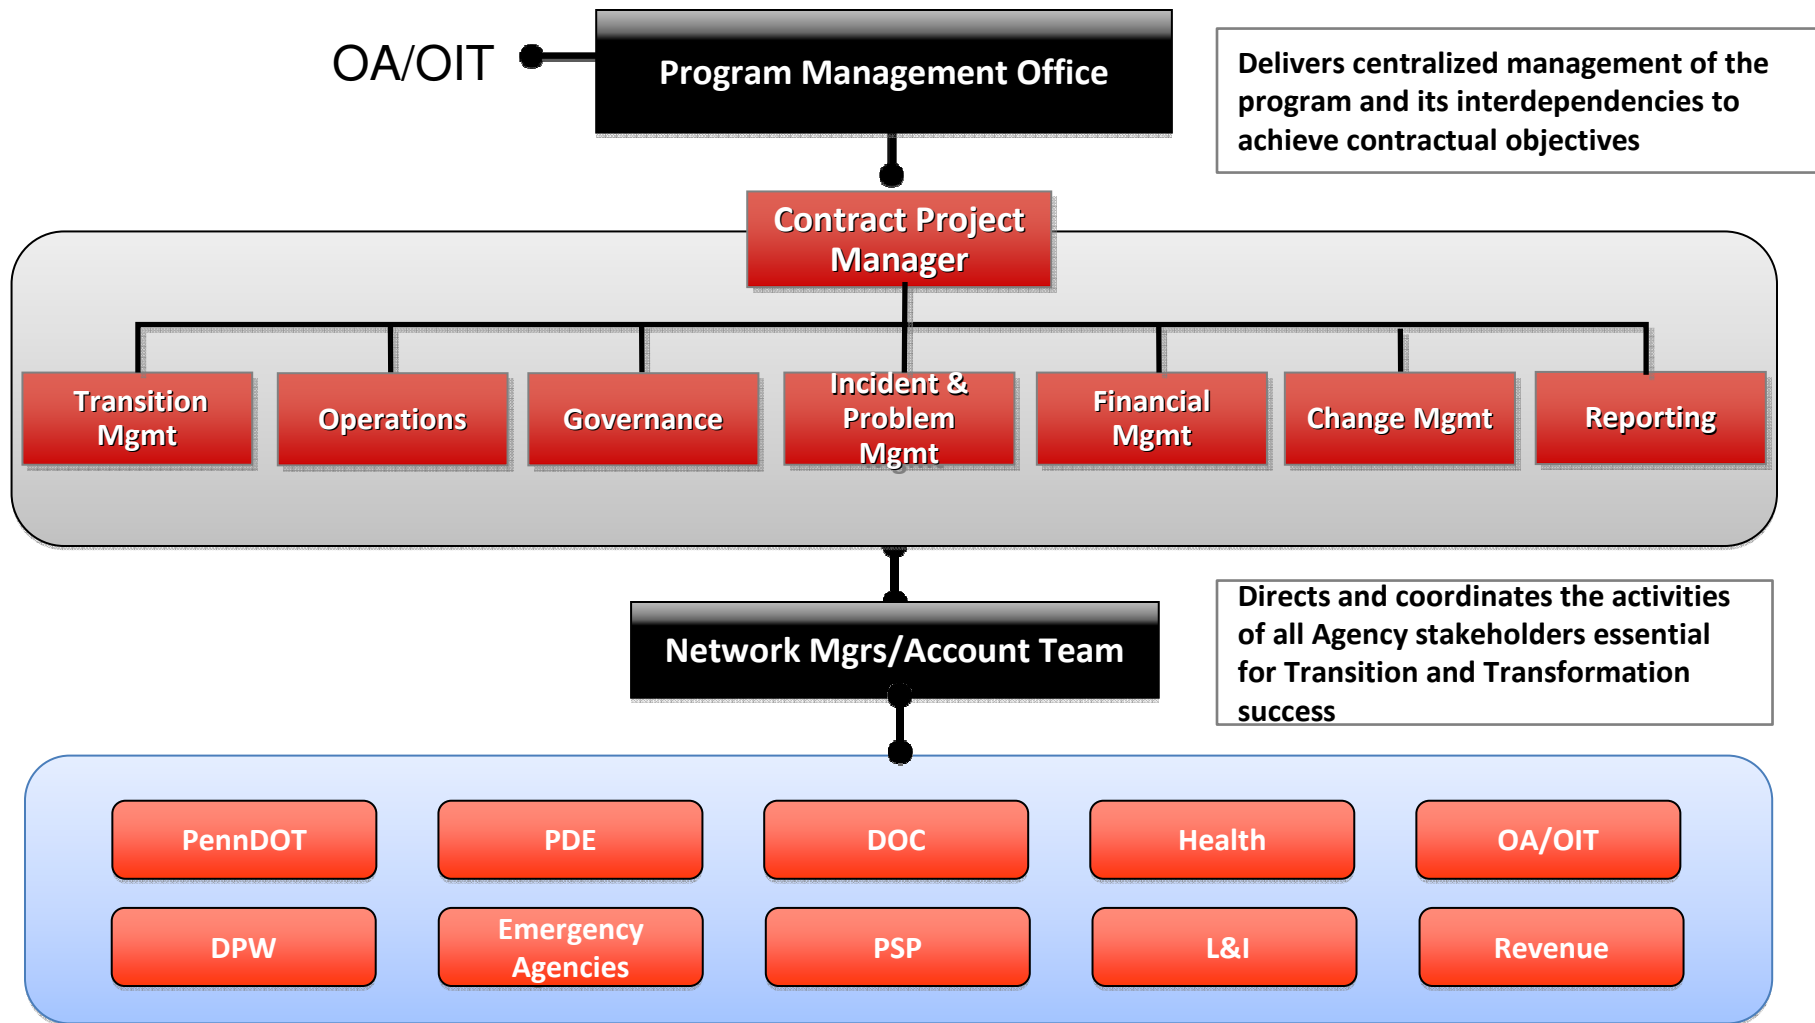 OA/OIT
Program Management Office
Delivers centralized management of the
program and its interdependencies to
achieve contractual objectives
Contract Project
Manager
Transition
Mgmt
Operations
Governance
Incident &
Problem
Mgmt
Financial
Mgmt
Change Mgmt
Reporting
Network Mgrs/Account Team
Directs and coordinates the activities
of all Agency stakeholders essential
for Transition and Transformation
success
PennDOT
PDE
DOC
Health
OA/OIT
DPW
Emergency
Agencies
PSP
L&I
Revenue